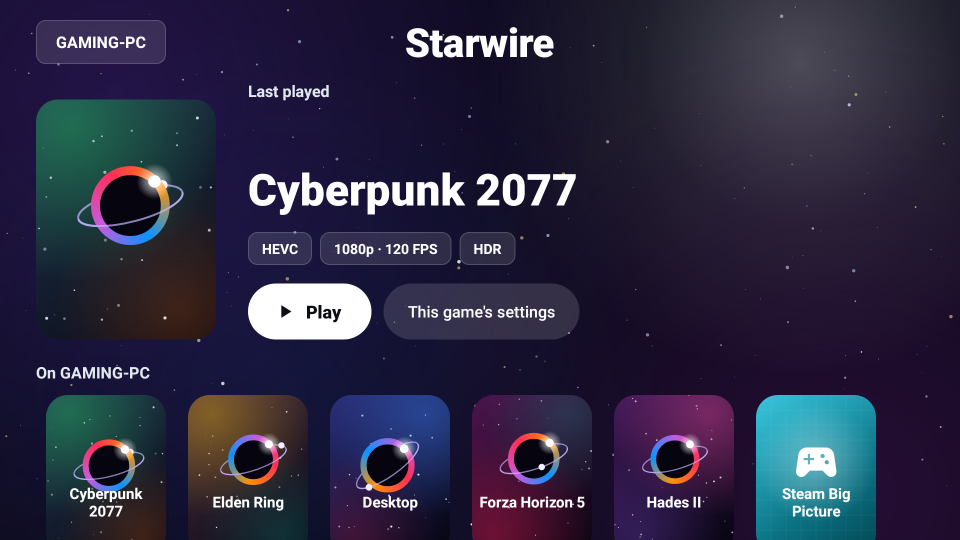 GAMING-PC
Starwire
Last played
Cyberpunk 2077
HEVC
1080p · 120 FPS
HDR
Play
This game's settings
On GAMING-PC
Cyberpunk
2077
Elden Ring
Desktop
Forza Horizon 5
Hades II
Steam Big
Picture